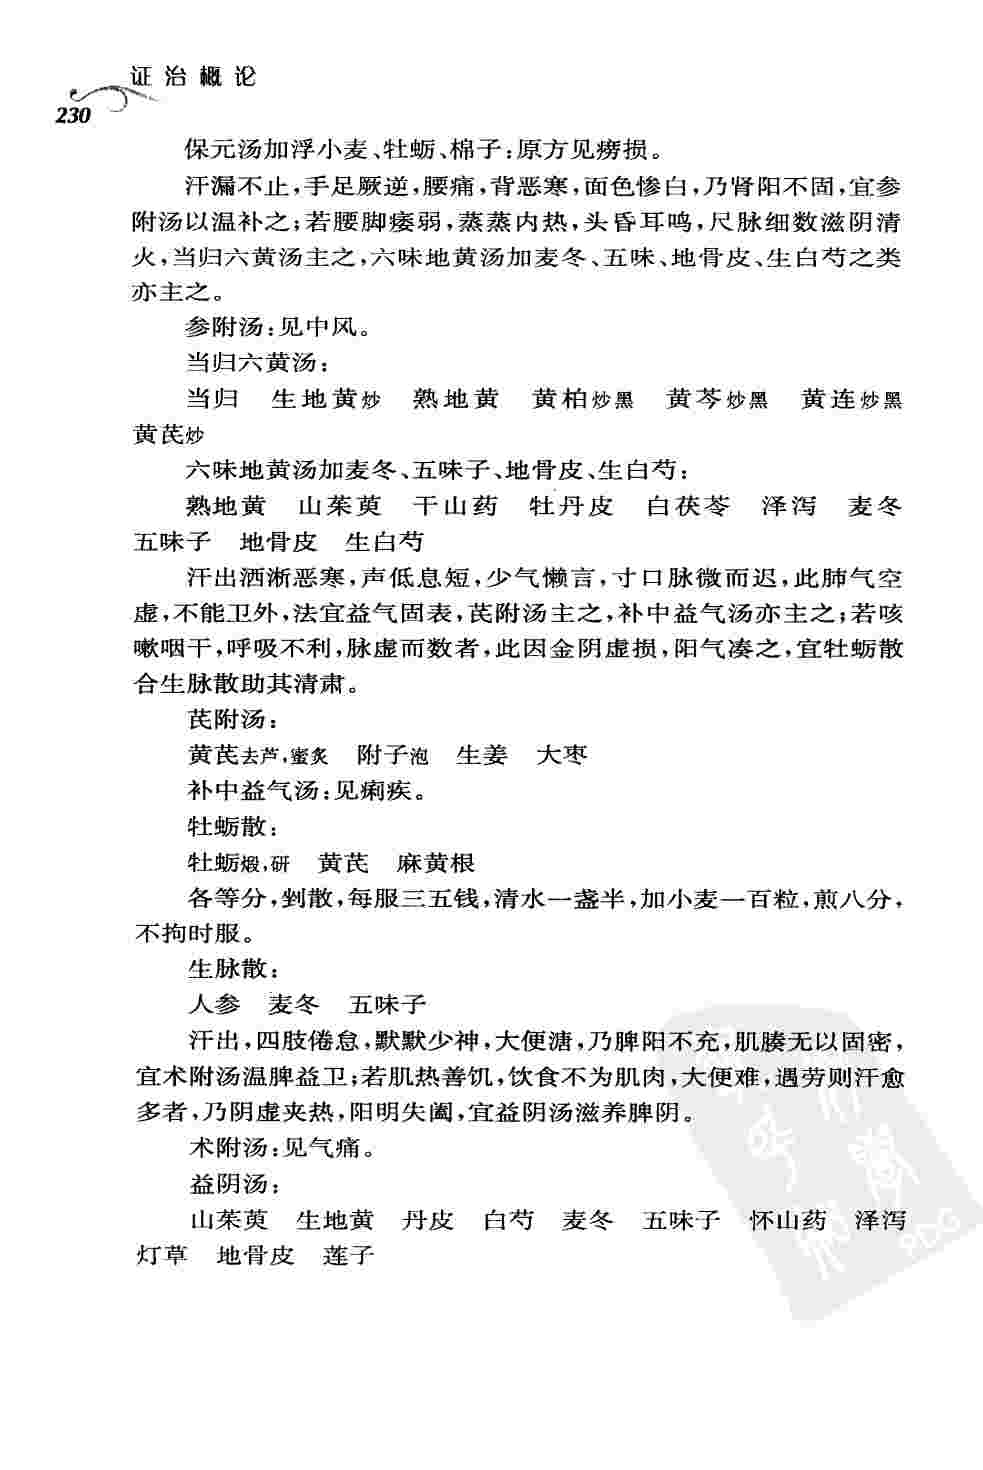 证治概论
230
保元汤加浮小麦、牡蛎、棉子:原方见痨损。
汗漏不止,手足厥逆,腰痛,背恶寒,面色惨白,乃肾阳不固,宜参
附汤以温补之;若腰脚痿弱,蒸蒸内热,头昏耳鸣,尺脉细数滋阴清
火,当归六黄汤主之,六味地黄汤加麦冬、五味、地骨皮、生白芍之类
亦主之。
参附汤:见中风。
当归六黄汤:
当归 生地黄炒 熟地黄 黄柏炒黑 黄芩炒黑 黄连炒黑
黄芪炒
六味地黄汤加麦冬、五味子、地骨皮、生白芍:
熟地黄 山茱萸 干山药 牡丹皮 白茯苓 泽泻 麦冬
五味子 地骨皮 生白芍
汗出洒淅恶寒,声低息短,少气懒言,寸口脉微而迟,此肺气空
虚,不能卫外,法宜益气固表,芪附汤主之,补中益气汤亦主之;若咳
嗽咽干,呼吸不利,脉虚而数者,此因金阴虚损,阳气凑之,宜牡蛎散
合生脉散助其清肃。
芪附汤:
黄芪去芦,蜜炙 附子泡 生姜 大枣
补中益气汤:见痢疾。
牡蛎散:
牡蛎煅,研 黄芪 麻黄根
各等分,剉散,每服三五钱,清水一盏半,加小麦一百粒,煎八分,
不拘时服。
生脉散:
人参 麦冬 五味子
汗出,四肢倦怠,默默少神,大便溏,乃脾阳不充,肌腠无以固密,
宜术附汤温脾益卫;若肌热善饥,饮食不为肌肉,大便难,遇劳则汗愈
多者,乃阴虚夹热,阳明失阖,宜益阴汤滋养脾阴。
术附汤:见气痛。
益阴汤:
山茱萸 生地黄 丹皮 白芍 麦冬 五味子 怀山药 泽泻
灯草 地骨皮 莲子
PDG